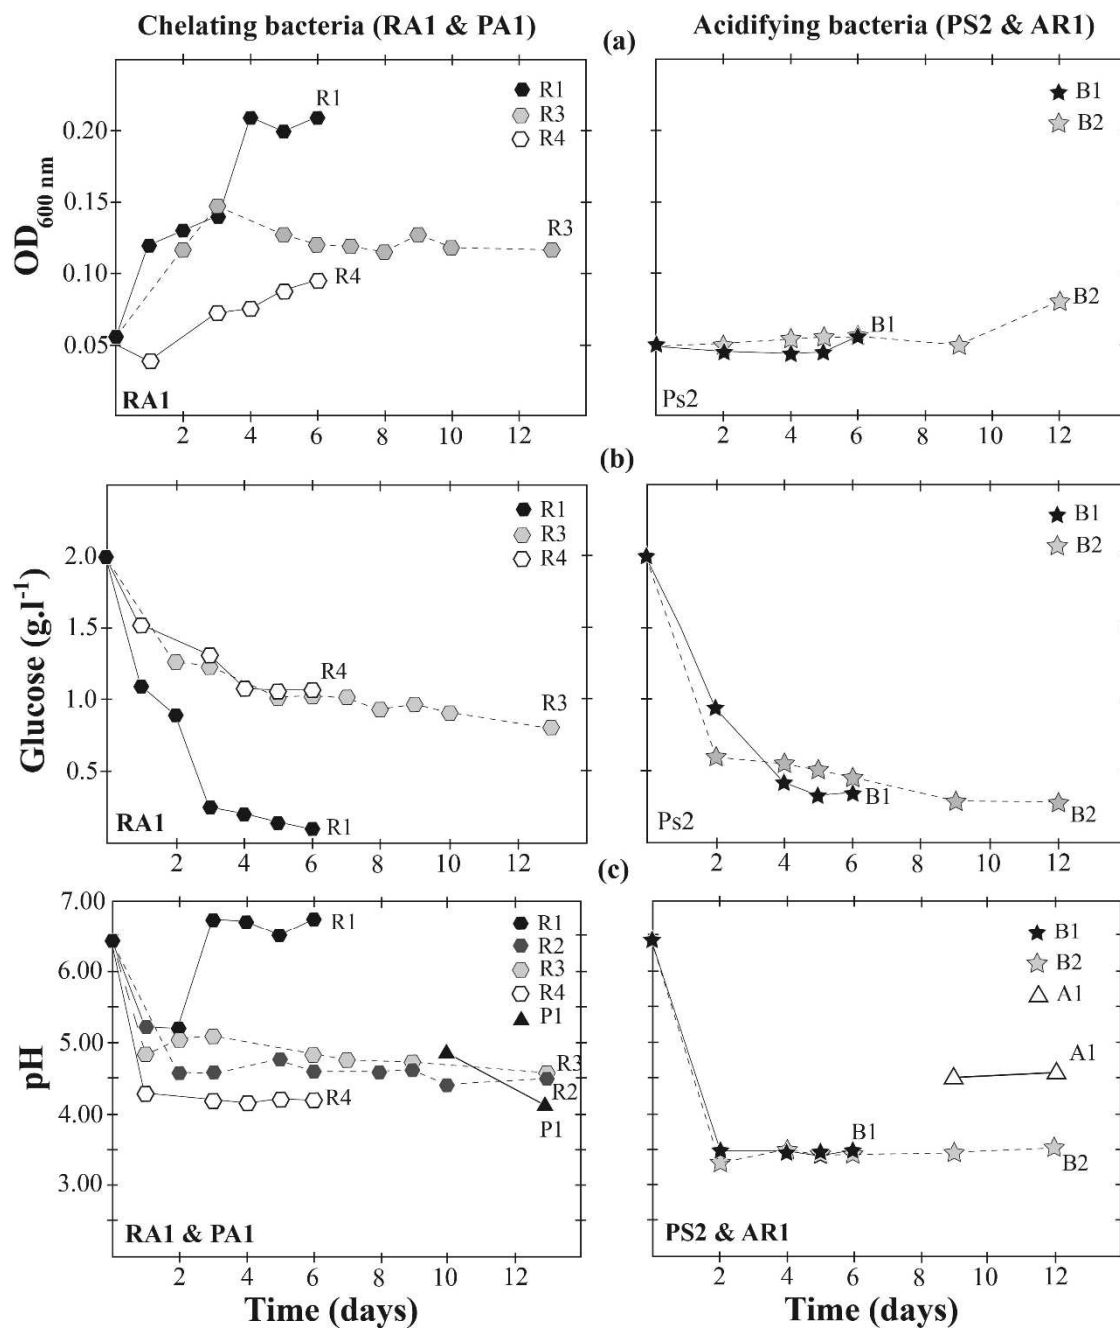 Chelating bacteria (RA1 & PA1)
Acidifying bacteria (PS2 & AR1)
(a)
OD600 nm
0.20
0.15
0.10
0.05
R1
R3
R4
R1
R3
R4
RA1
2 4 6 8 10 12
B1
B2
B1
B2
Ps2
2 4 6 8 10 12
(b)
Glucose (g.l-1)
2.0
1.5
1.0
0.5
R1
R3
R4
R4
R3
R1
RA1
2 4 6 8 10 12
B1
B2
B1
B2
Ps2
2 4 6 8 10 12
(c)
pH
7.00
6.00
5.00
4.00
3.00
R1
R2
R3
R4
P1
R1
R3
R2
R4
P1
RA1 & PA1
2 4 6 8 10 12
Time (days)
B1
B2
A1
A1
B1
B2
PS2 & AR1
2 4 6 8 10 12
Time (days)